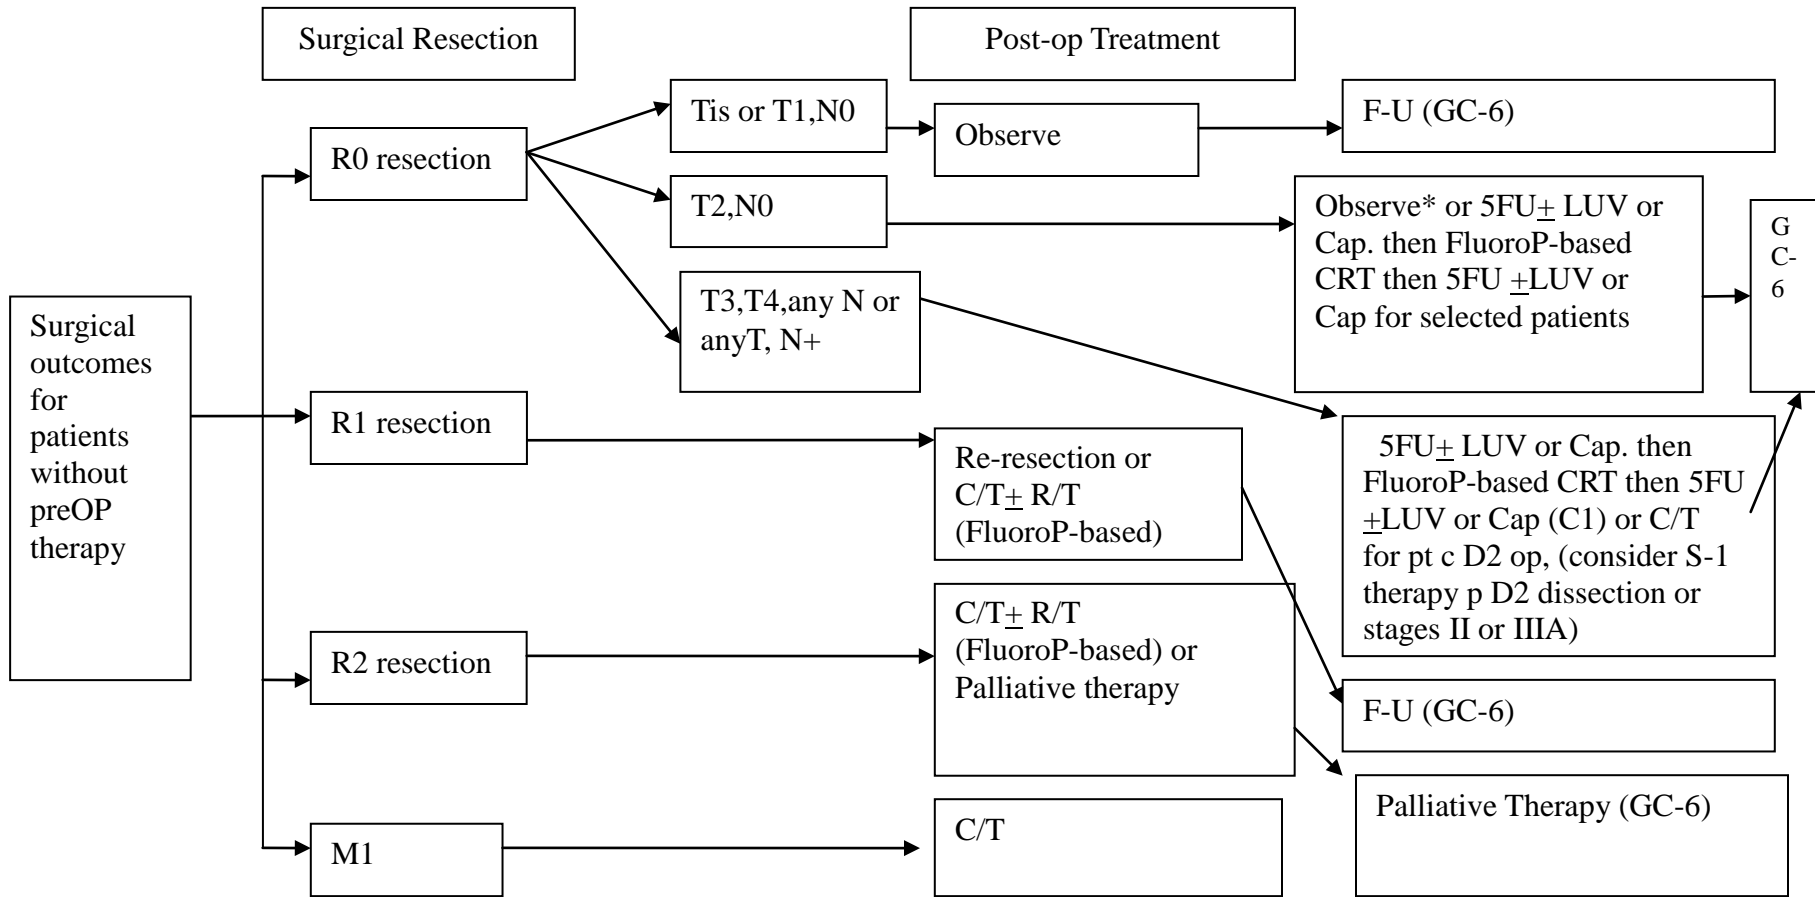 Surgical Resection
Post-op Treatment
Surgical
outcomes
for
patients
without
preOP
therapy
R0 resection
Tis or T1,N0
Observe
F-U (GC-6)
T2,N0
Observe* or 5FU± LUV or
Cap. then FluoroP-based
CRT then 5FU ±LUV or
Cap for selected patients
G
C-
6
T3,T4,any N or
anyT, N+
5FU± LUV or Cap. then
FluoroP-based CRT then 5FU
±LUV or Cap (C1) or C/T
for pt c D2 op, (consider S-1
therapy p D2 dissection or
stages II or IIIA)
R1 resection
Re-resection or
C/T± R/T
(FluoroP-based)
F-U (GC-6)
R2 resection
C/T± R/T
(FluoroP-based) or
Palliative therapy
Palliative Therapy (GC-6)
M1
C/T